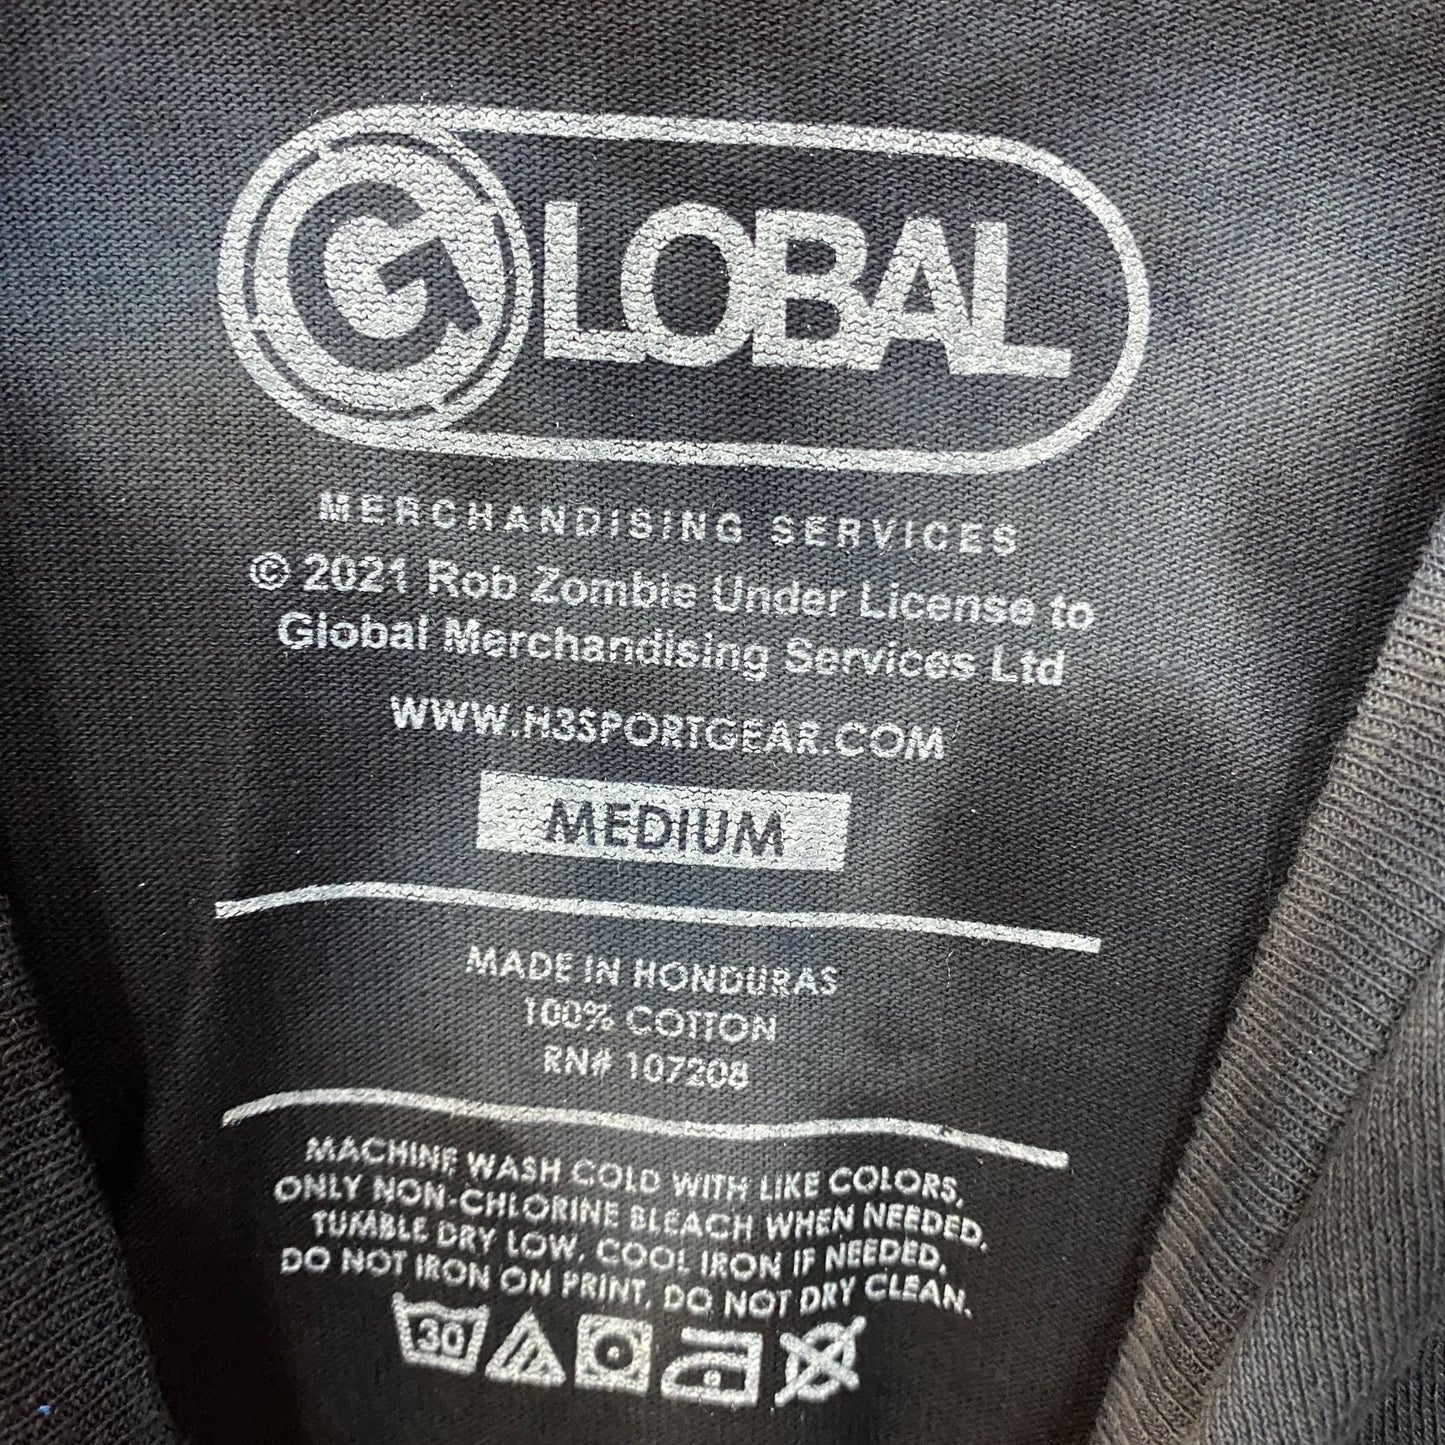 GLOBAL
MERCHANDISING SERVICES
© 2021 Rob Zombie Under License to
Global Merchandising Services Ltd
WWW.H3SPORTGEAR.COM
MEDIUM
MADE IN HONDURAS
100% COTTON
RN# 107208
MACHINE WASH COLD WITH LIKE COLORS,
ONLY NON-CHLORINE BLEACH WHEN NEEDED,
TUMBLE DRY LOW, COOL IRON IF NEEDED,
DO NOT IRON ON PRINT, DO NOT DRY CLEAN.
30